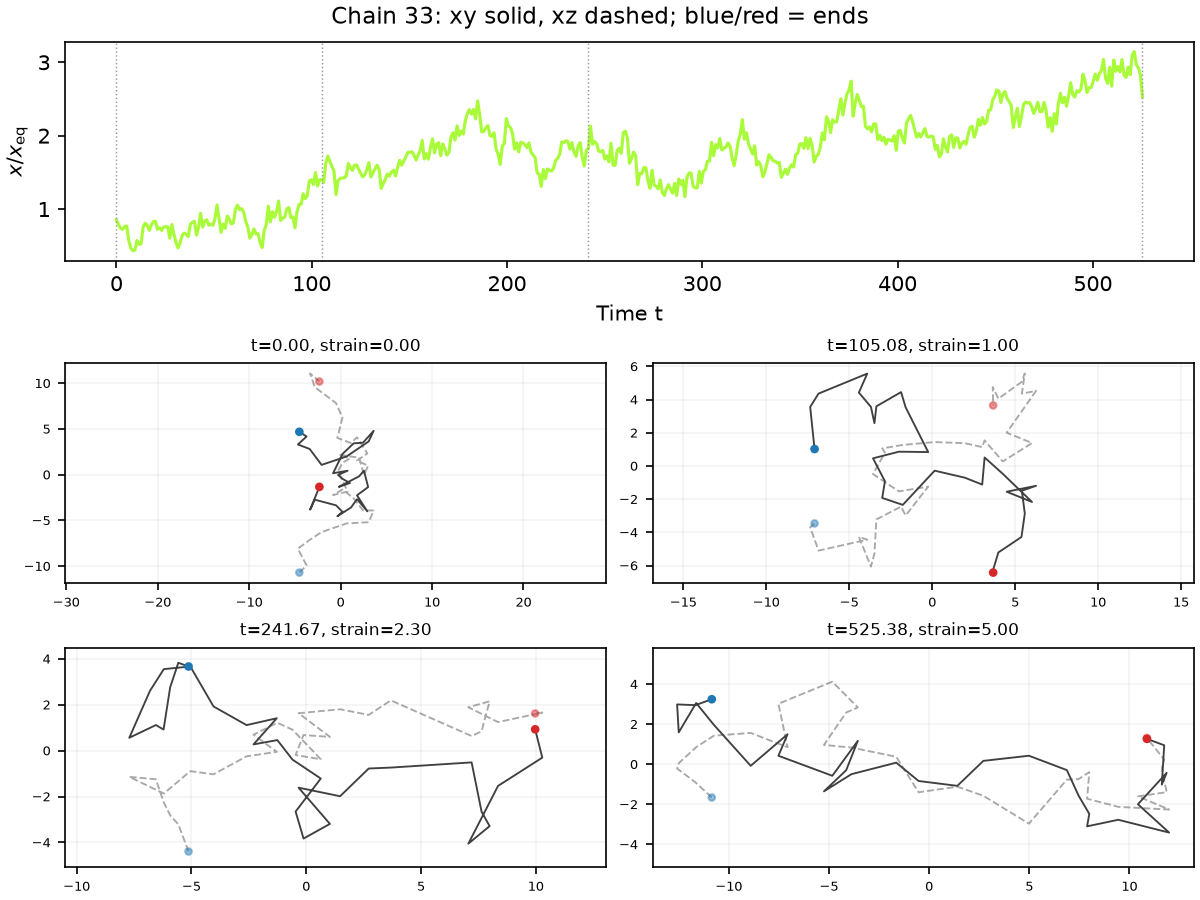 Chain 33: xy solid, xz dashed; blue/red = ends
3
2
1
x/x_eq
0 100 200 300 400 500
Time t
t=0.00, strain=0.00
10
5
0
−5
−10
−30 −20 −10 0 10 20
t=105.08, strain=1.00
6
4
2
0
−2
−4
−6
−15 −10 −5 0 5 10 15
t=241.67, strain=2.30
4
2
0
−2
−4
−10 −5 0 5 10
t=525.38, strain=5.00
4
2
0
−2
−4
−10 −5 0 5 10